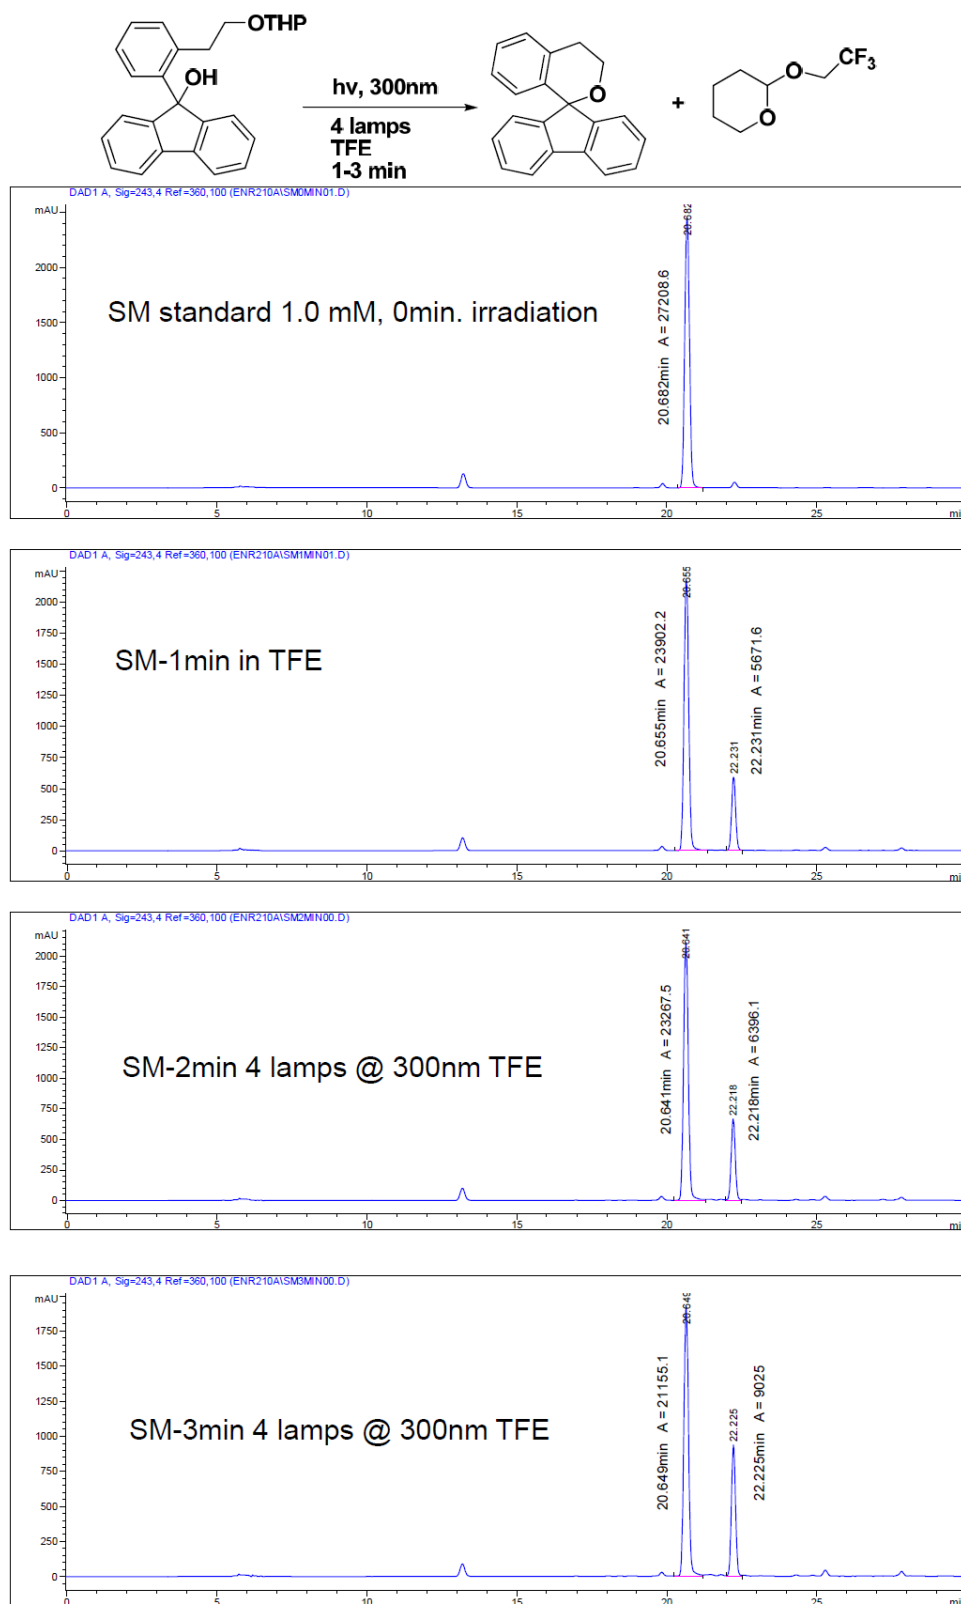 OTHP
OH
hv, 300nm
4 lamps
TFE
1-3 min
O
+
O
CF3
O
DAD1 A, Sig=243,4 Ref=360,100 (ENR210A\SM0MIN01.D)
mAU
2000
1500
1000
500
0
SM standard 1.0 mM, 0min. irradiation
20.682min A = 27208.6
20.682
0
5
10
15
20
25
min
DAD1 A, Sig=243,4 Ref=360,100 (ENR210A\SM1MIN01.D)
mAU
2000
1750
1500
1250
1000
750
500
250
0
SM-1min in TFE
20.655min A = 23902.2
20.655
22.231
22.231min A = 5671.6
0
5
10
15
20
25
min
DAD1 A, Sig=243,4 Ref=360,100 (ENR210A\SM2MIN00.D)
mAU
2000
1750
1500
1250
1000
750
500
250
0
SM-2min 4 lamps @ 300nm TFE
20.641min A = 23267.5
20.641
22.218
22.218min A = 6396.1
0
5
10
15
20
25
min
DAD1 A, Sig=243,4 Ref=360,100 (ENR210A\SM3MIN00.D)
mAU
1750
1500
1250
1000
750
500
250
0
SM-3min 4 lamps @ 300nm TFE
20.649min A = 21155.1
20.649
22.225
22.225min A = 9025
0
5
10
15
20
25
min